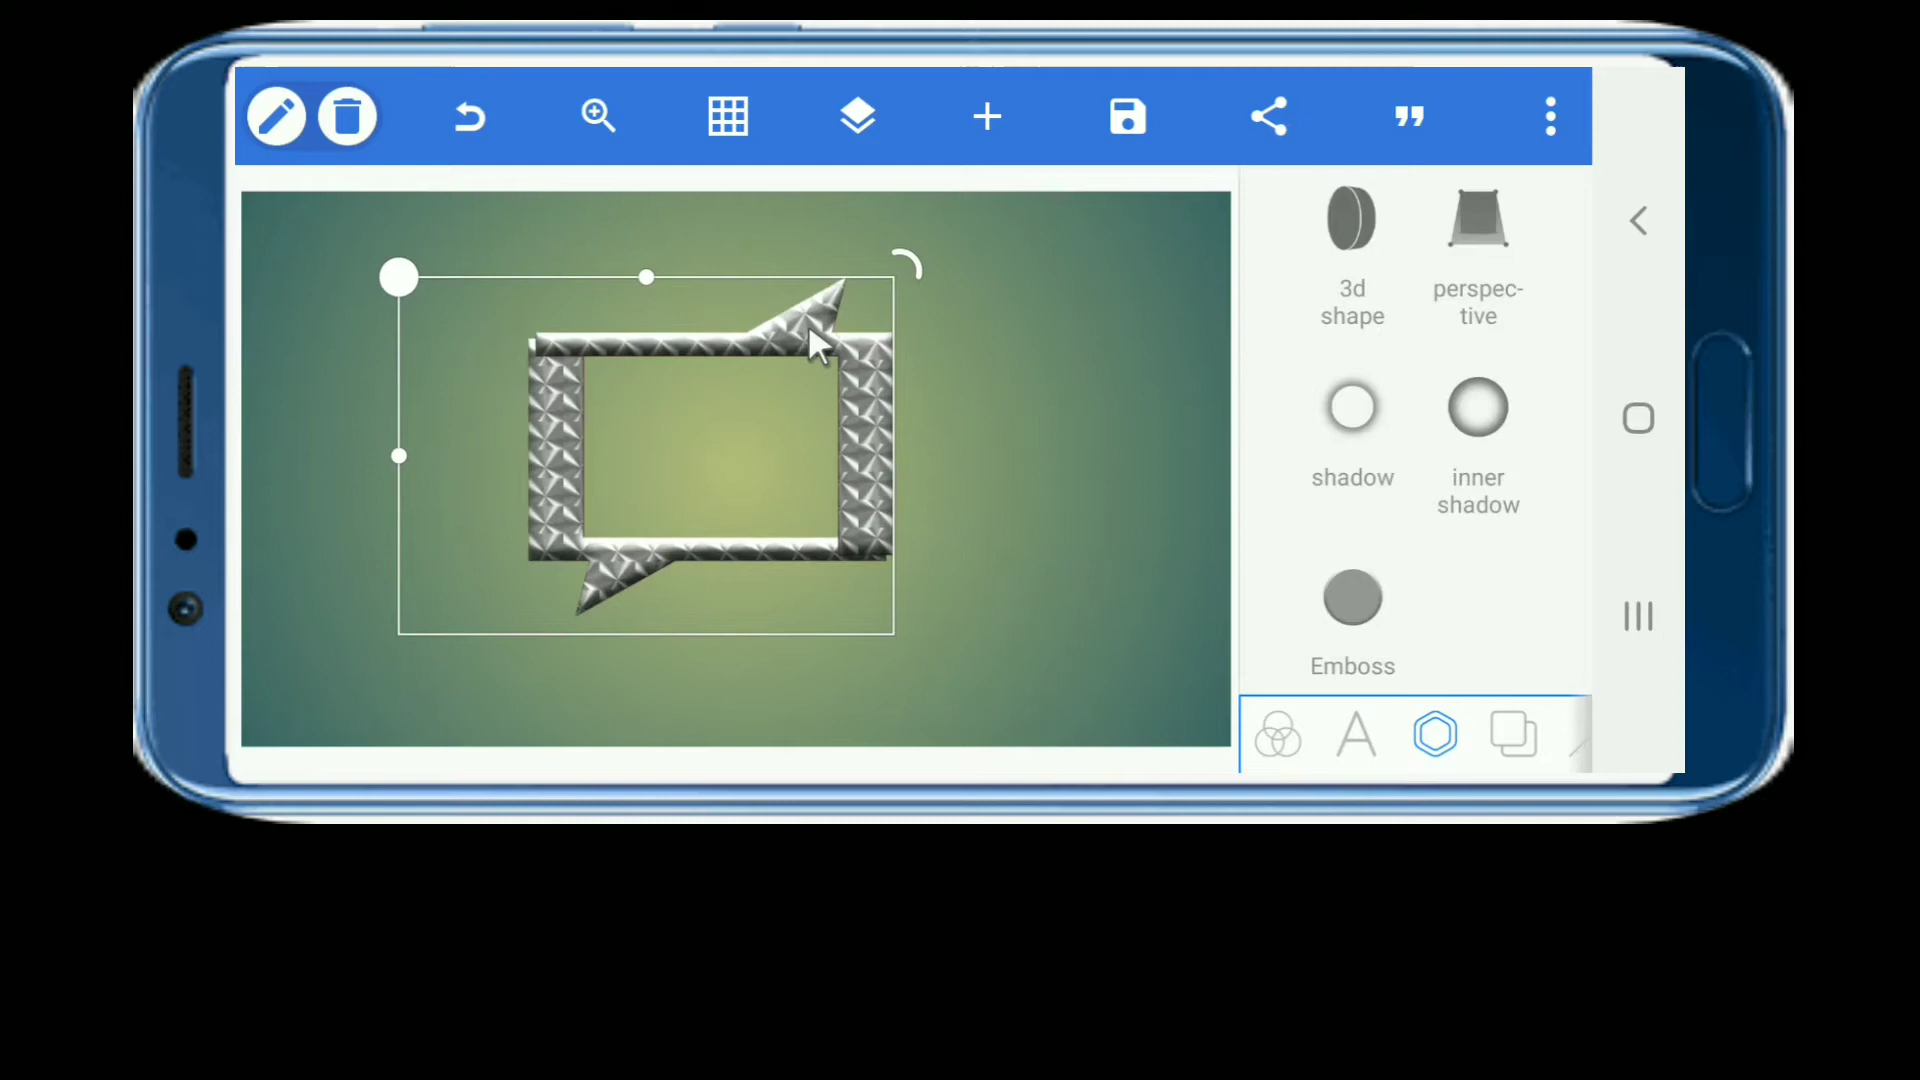 3d
shape
perspec-
tive
shadow
inner
shadow
Emboss